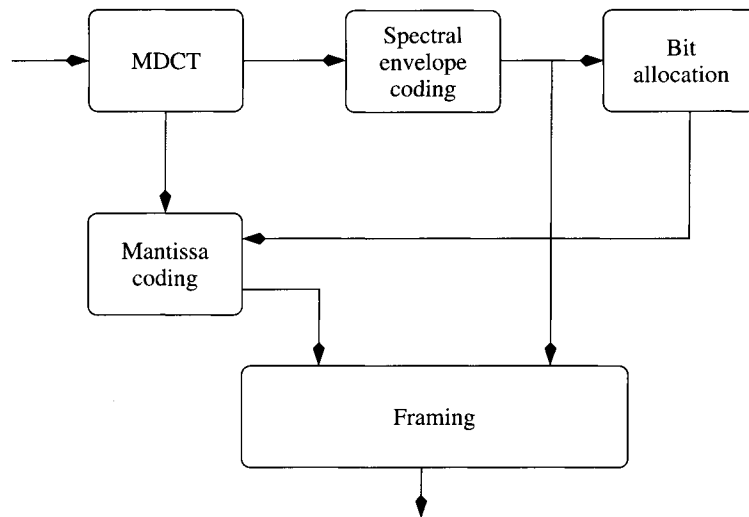 MDCT
Spectral
envelope
coding
Bit
allocation
Mantissa
coding
Framing